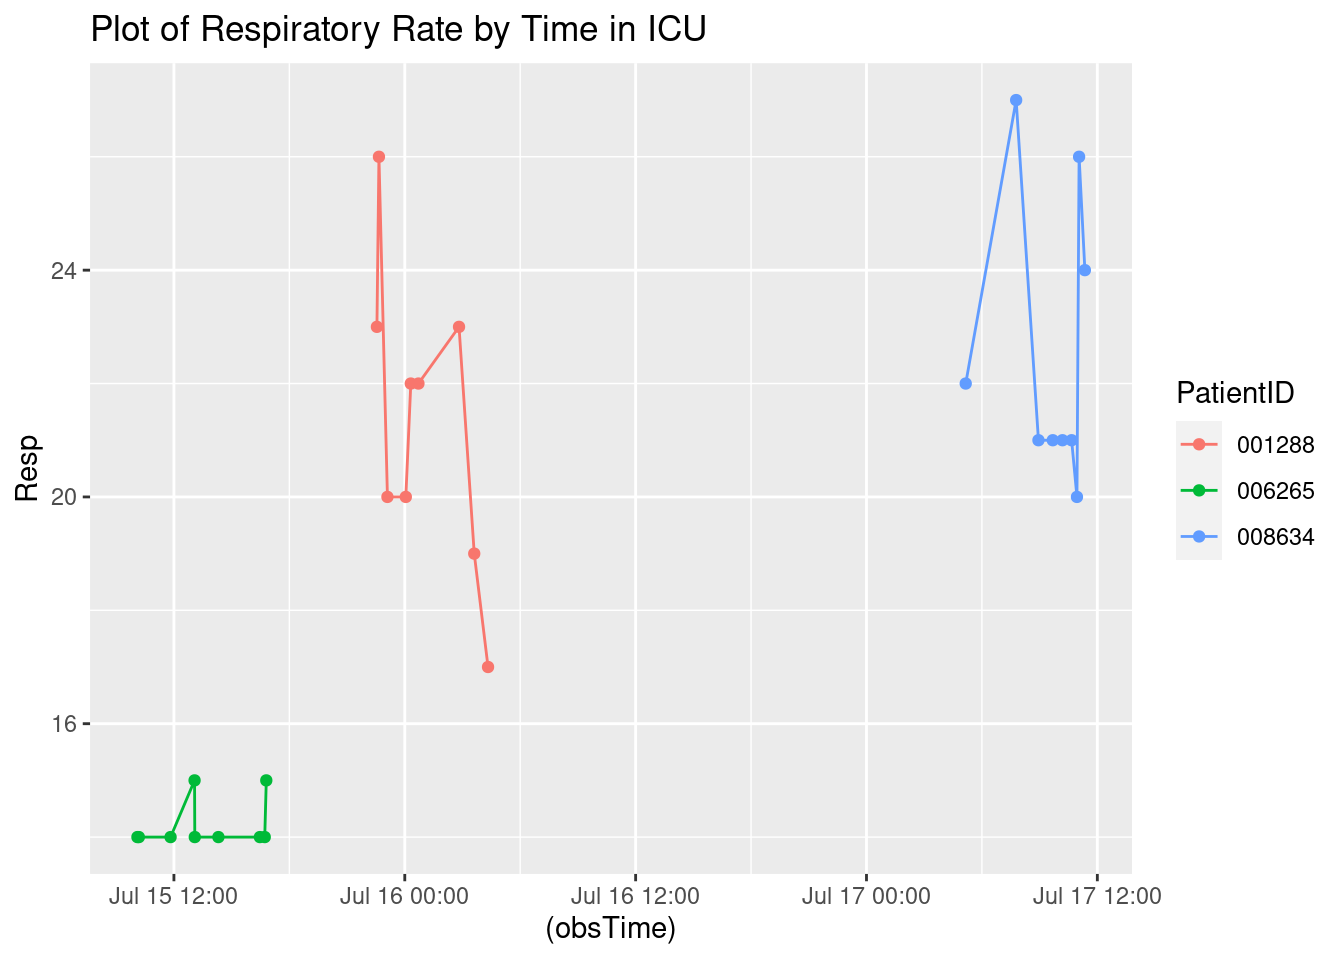 Plot of Respiratory Rate by Time in ICU
Resp
24
20
16
Jul 15 12:00
Jul 16 00:00
Jul 16 12:00
Jul 17 00:00
Jul 17 12:00
(obsTime)
PatientID
001288
006265
008634